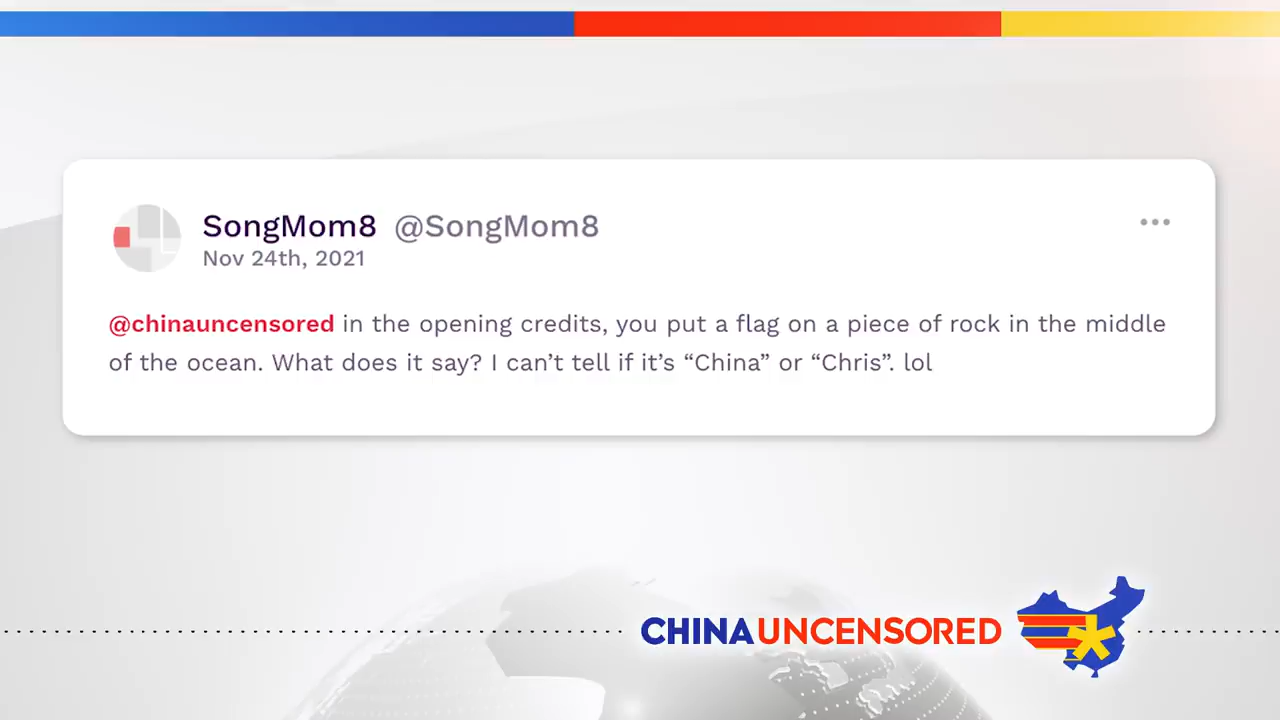 SongMom8 @SongMom8
Nov 24th, 2021
@chinauncensored in the opening credits, you put a flag on a piece of rock in the middle
of the ocean. What does it say? I can’t tell if it’s “China” or “Chris”. lol
CHINAUNCENSORED